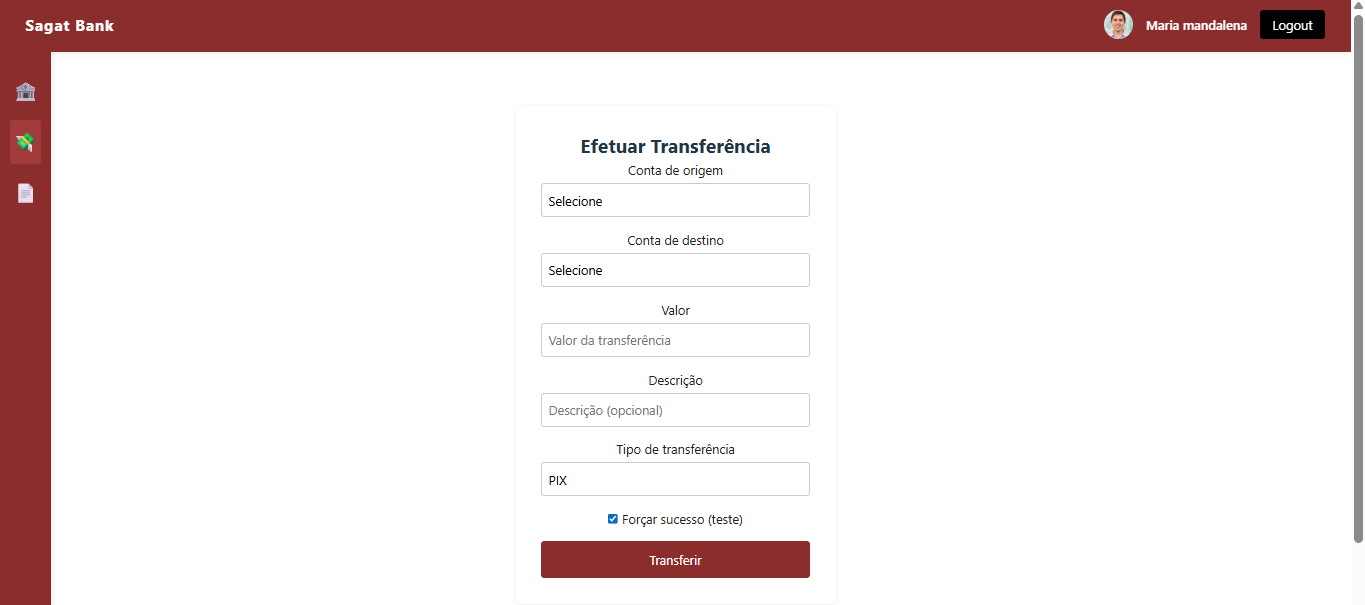 Sagat Bank
Maria mandalena
Logout
Efetuar Transferência
Conta de origem
Selecione
Conta de destino
Selecione
Valor
Valor da transferência
Descrição
Descrição (opcional)
Tipo de transferência
PIX
Forçar sucesso (teste)
Transferir